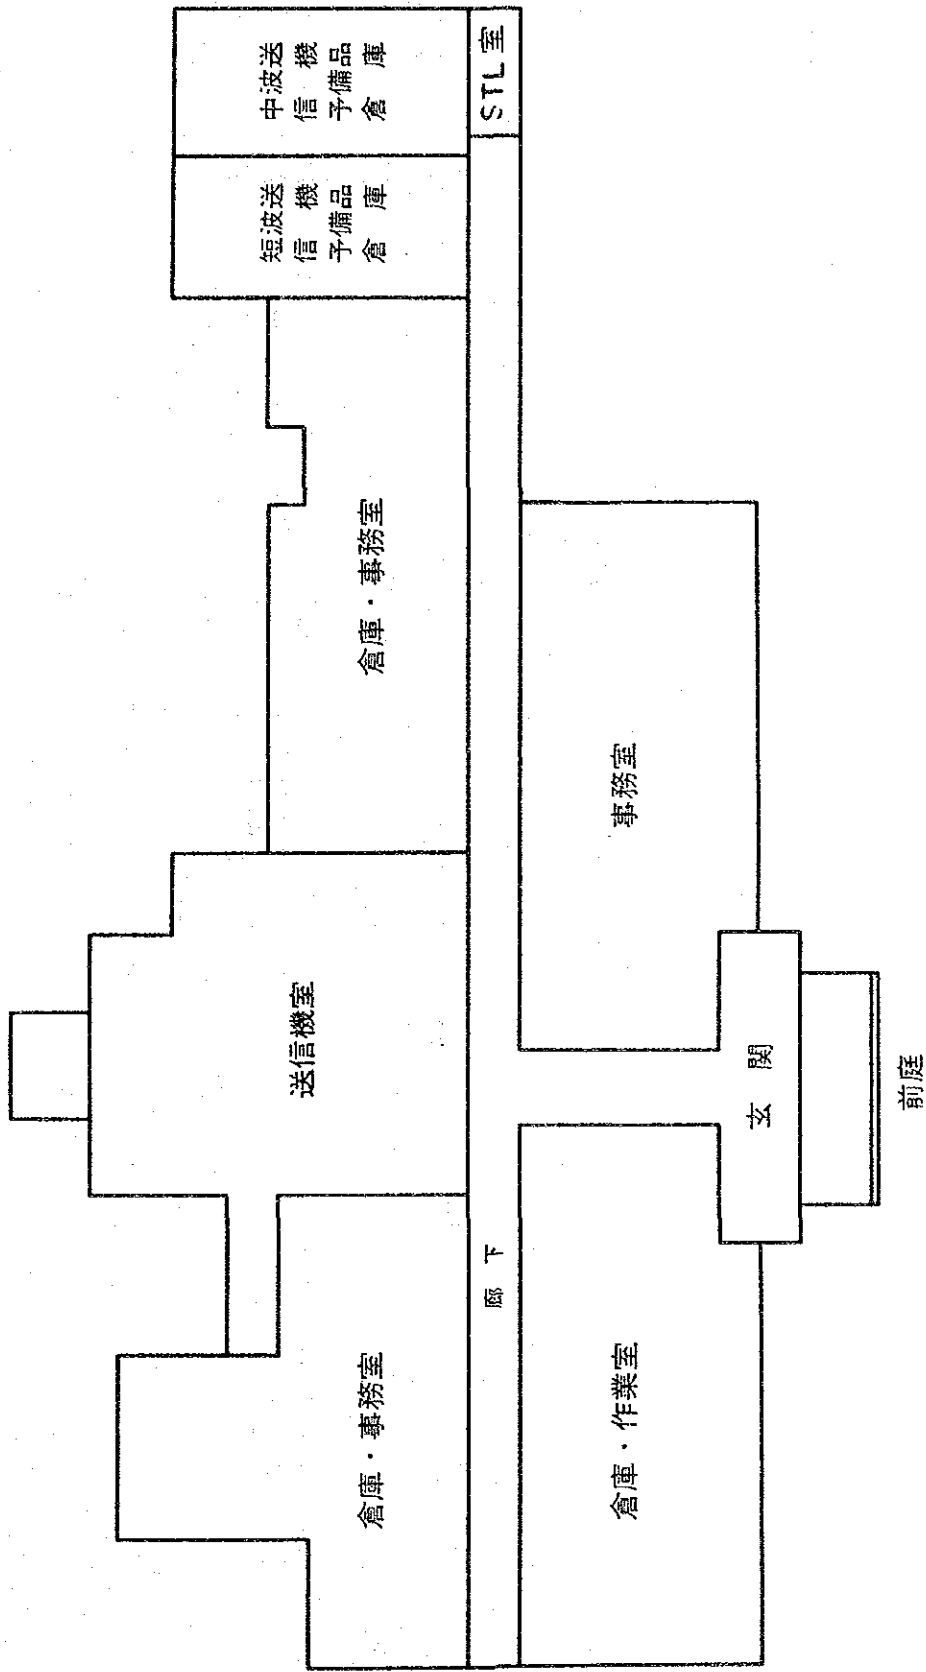 中波送
信機
予備品
倉庫
STL室
短波送
信機
予備品
倉庫
倉庫・事務室
事務室
送信機室
玄関
前庭
廊下
倉庫・事務室
倉庫・作業室